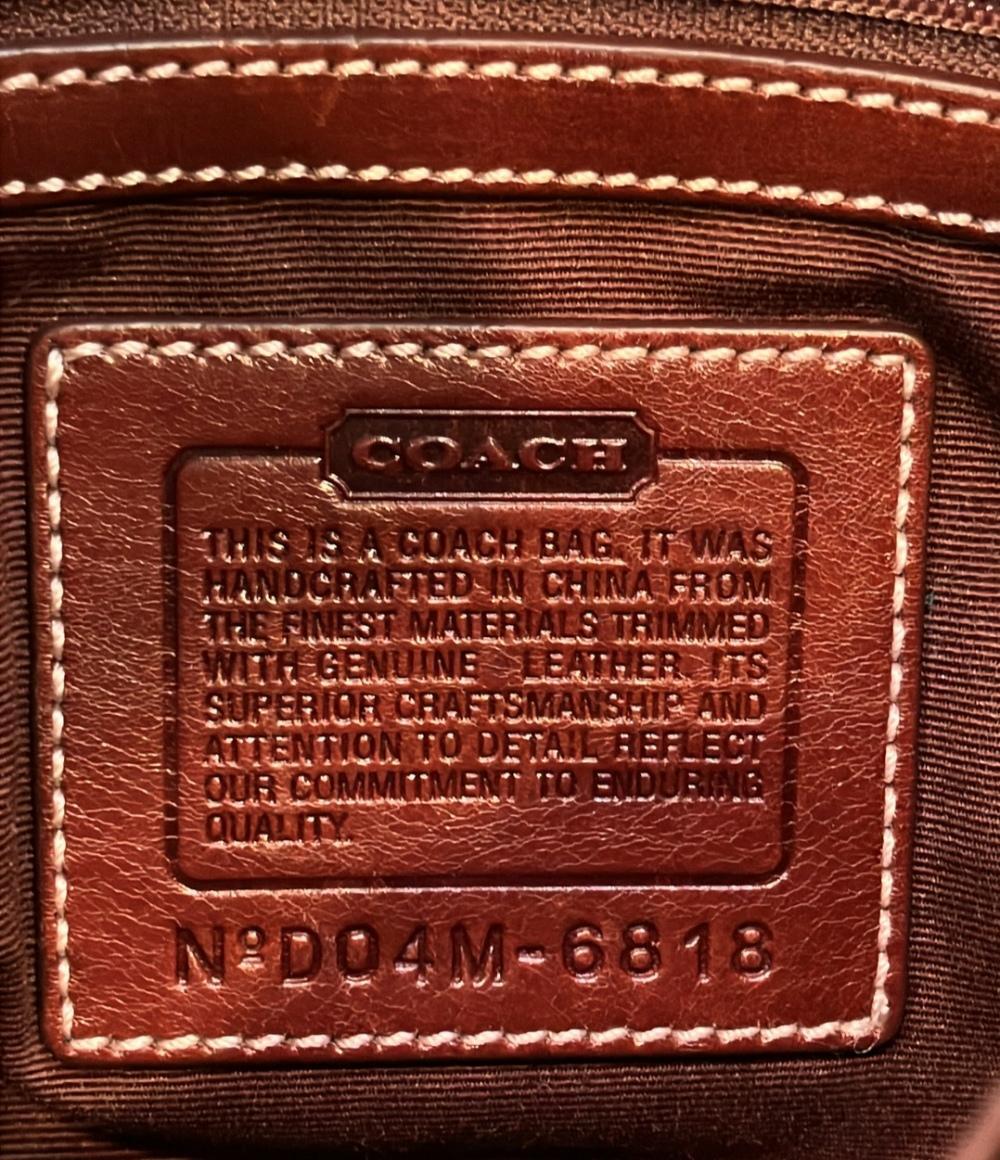 COACH
THIS IS A COACH BAG. IT WAS
HANDCRAFTED IN CHINA FROM
THE FINEST MATERIALS TRIMMED
WITH GENUINE LEATHER. ITS
SUPERIOR CRAFTSMANSHIP AND
ATTENTION TO DETAIL REFLECT
OUR COMMITMENT TO ENDURING
QUALITY.
Nº D04M-6818